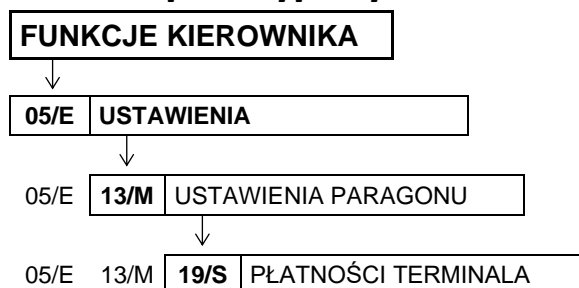 FUNKCJE KIEROWNIKA
05/E USTAWIENIA
05/E 13/M USTAWIENIA PARAGONU
05/E 13/M 19/S PŁATNOŚCI TERMINALA